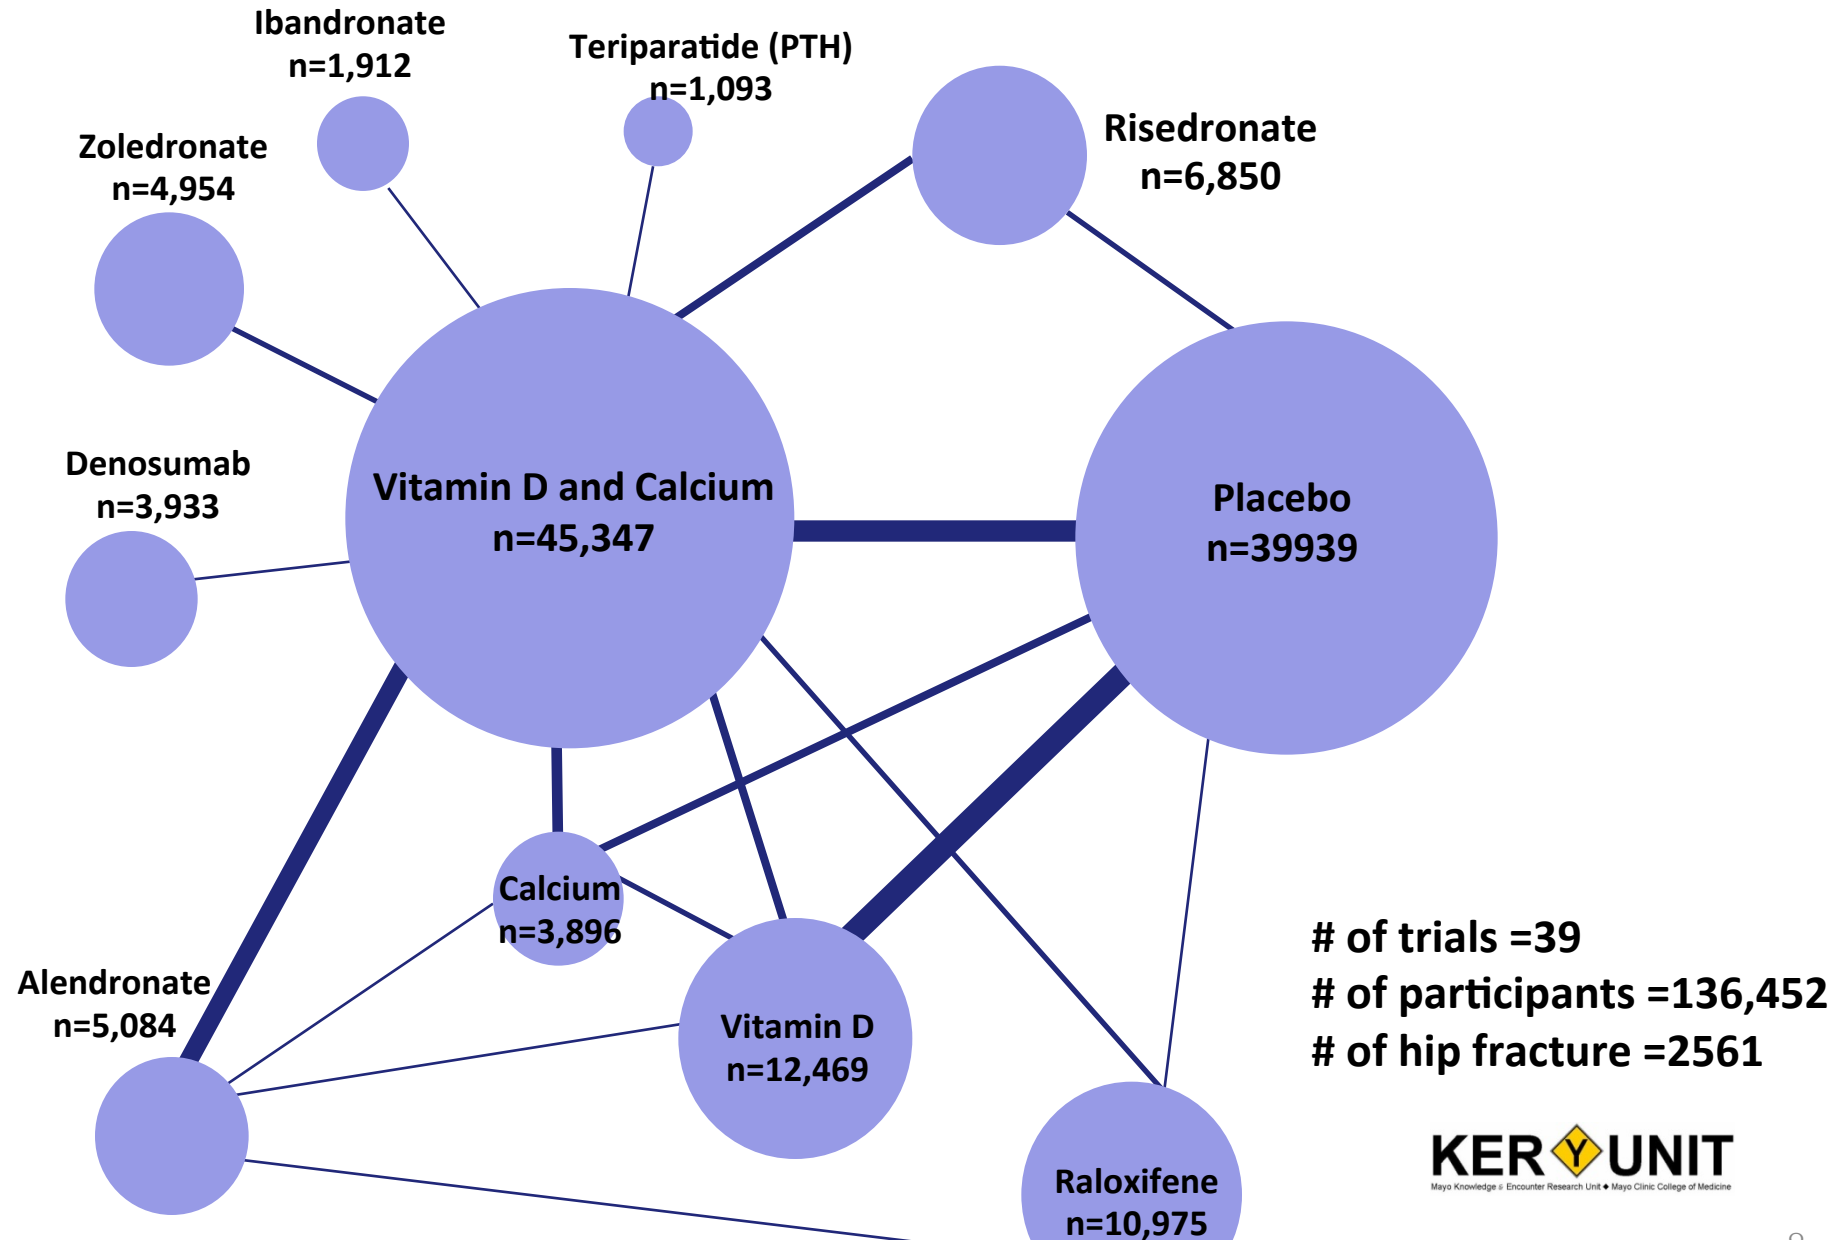 Ibandronate
n=1,912
Teriparatide (PTH)
n=1,093
Risedronate
n=6,850
Zoledronate
n=4,954
Denosumab
n=3,933
Vitamin D and Calcium
n=45,347
Placebo
n=39939
Calcium
n=3,896
Alendronate
n=5,084
Vitamin D
n=12,469
Raloxifene
n=10,975
# of trials =39
# of participants =136,452
# of hip fracture =2561
KER Y UNIT
Mayo Knowledge & Encounter Research Unit ◆ Mayo Clinic College of Medicine